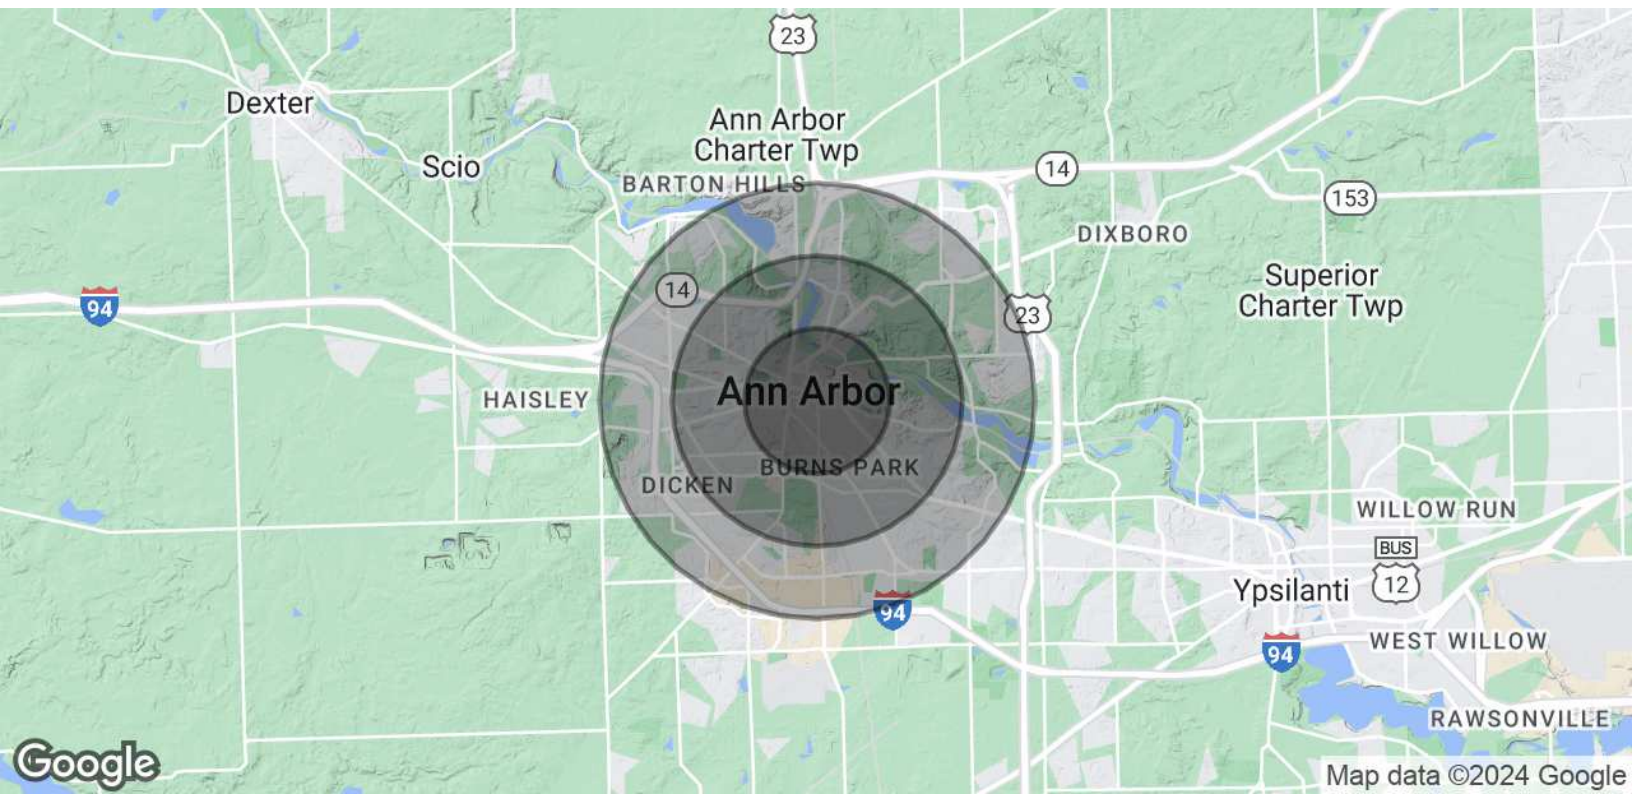 23
Dexter
Ann Arbor
Charter Twp
Scio
14
BARTON HILLS
153
DIXBORO
Superior
Charter Twp
14
94
23
Ann Arbor
HAISLEY
BURNS PARK
DICKEN
WILLOW RUN
BUS
12
Ypsilanti
94
WEST WILLOW
94
RAWSONVILLE
Google
Map data ©2024 Google